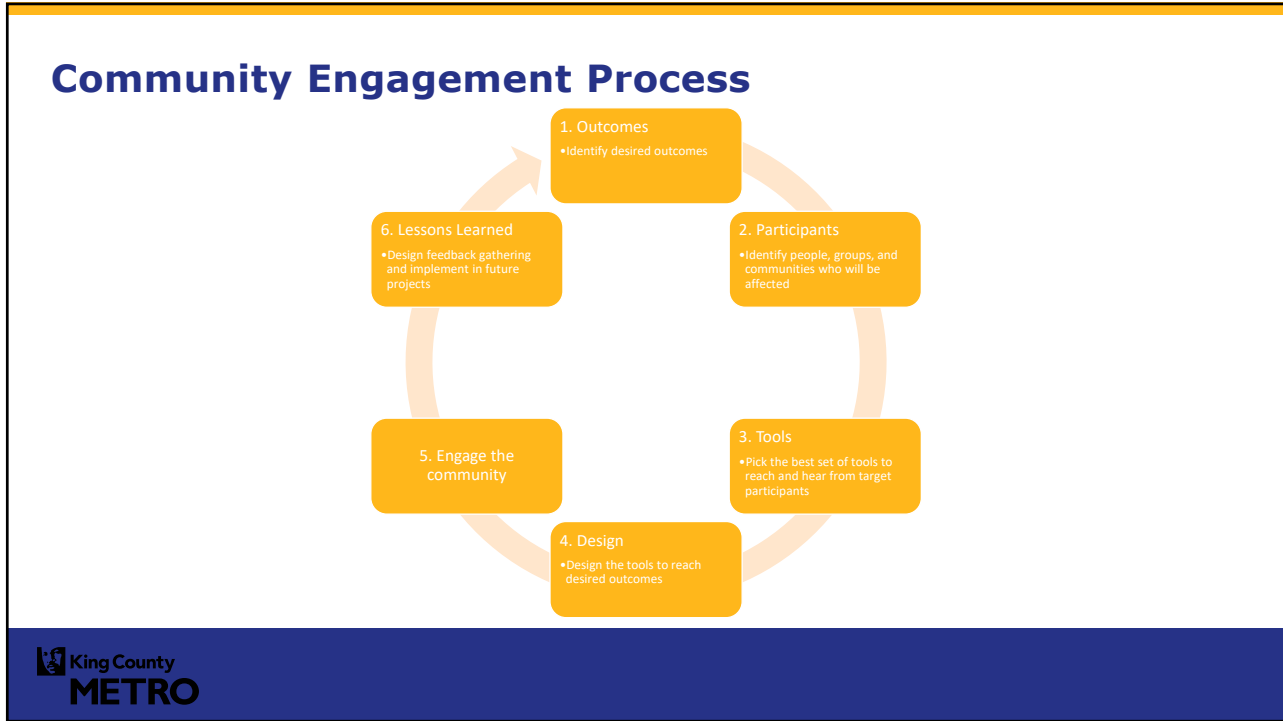 Community Engagement Process
1. Outcomes
•Identify desired outcomes
2. Participants
•Identify people, groups, and
communities who will be
affected
3. Tools
•Pick the best set of tools to
reach and hear from target
participants
4. Design
•Design the tools to reach
desired outcomes
5. Engage the
community
6. Lessons Learned
•Design feedback gathering
and implement in future
projects
King County
METRO